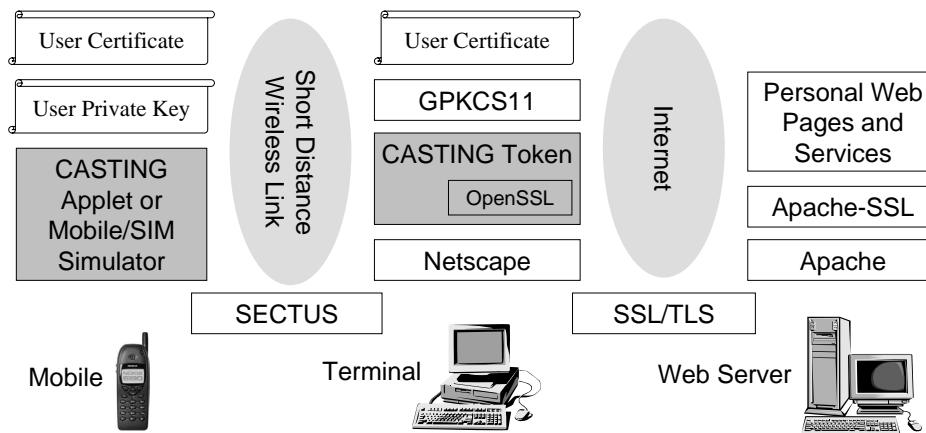 User Certificate
User Private Key
CASTING
Applet or
Mobile/SIM
Simulator
Short Distance
Wireless Link
User Certificate
GPKCS11
CASTING Token
OpenSSL
Netscape
Internet
Personal Web
Pages and
Services
Apache-SSL
Apache
SECTUS
SSL/TLS
Mobile
Terminal
Web Server